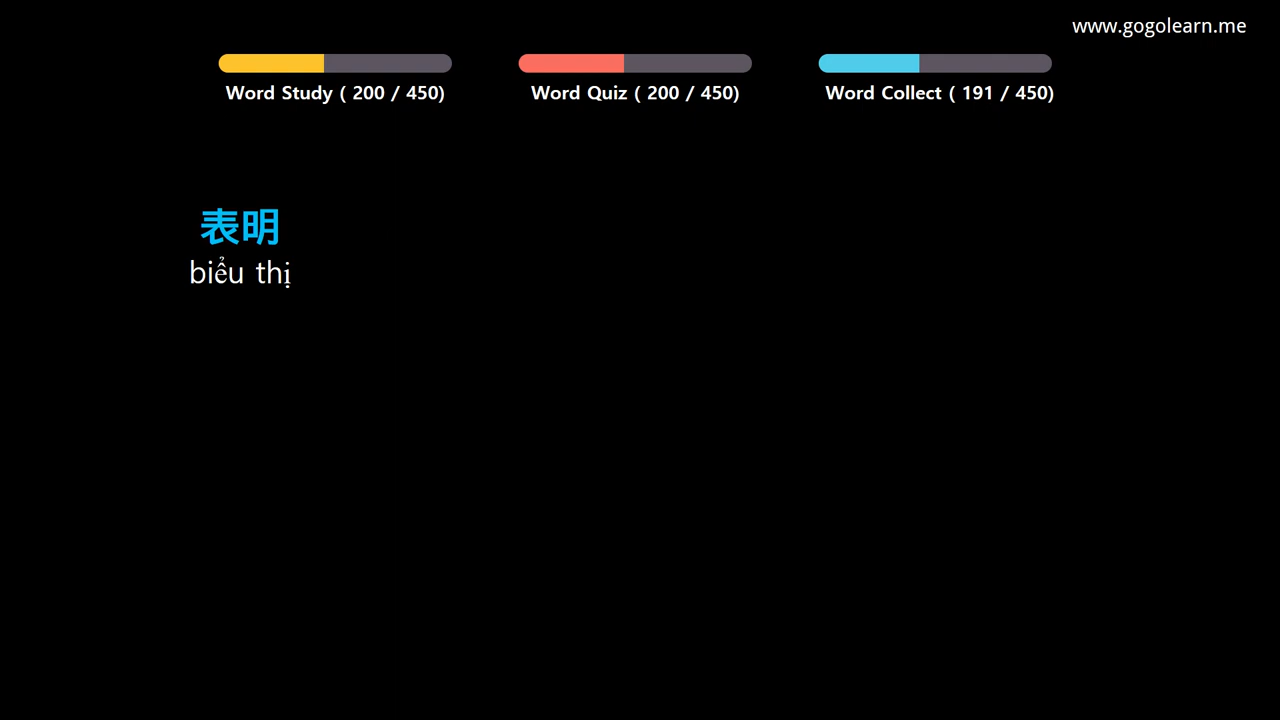 www.gogolearn.me
Word Study ( 200 / 450)
Word Quiz ( 200 / 450)
Word Collect ( 191 / 450)
表明
biểu thị